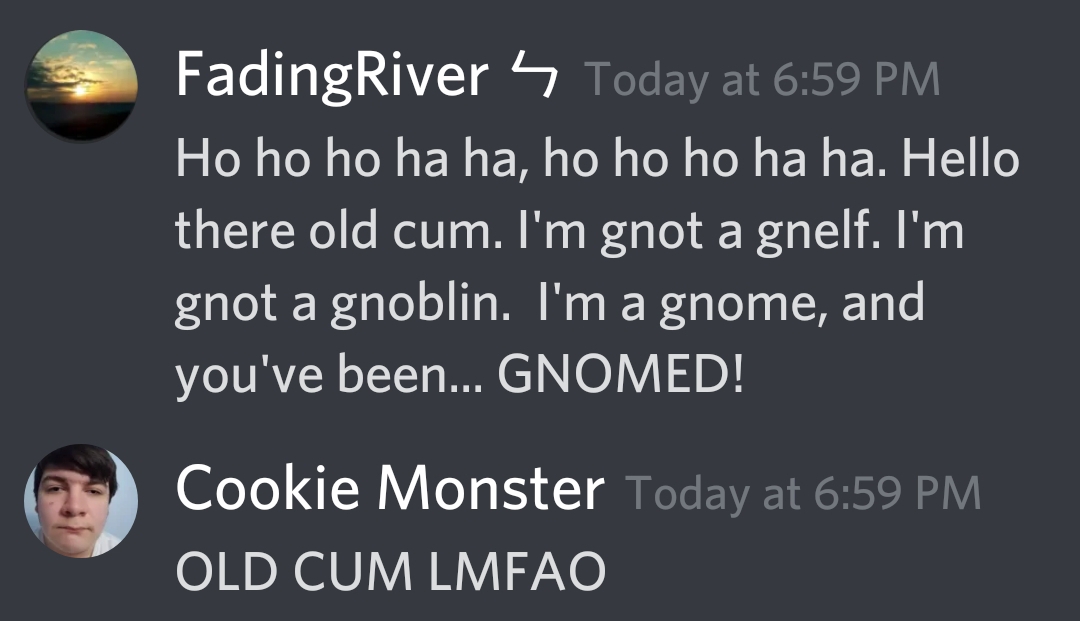 FadingRiver ㄣ Today at 6:59 PM
Ho ho ho ha ha, ho ho ho ha ha. Hello
there old cum. I'm gnot a gnelf. I'm
gnot a gnoblin.  I'm a gnome, and
you've been... GNOMED!
Cookie Monster Today at 6:59 PM
OLD CUM LMFAO